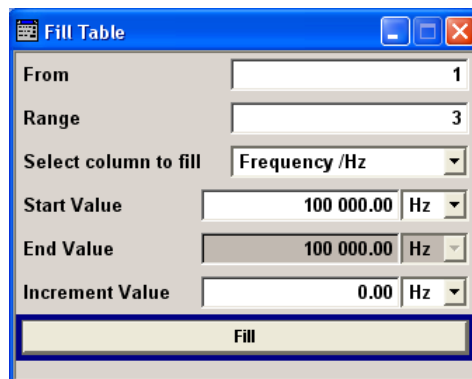 Fill Table
From 1
Range 3
Select column to fill Frequency /Hz
Start Value 100 000.00 Hz
End Value 100 000.00 Hz
Increment Value 0.00 Hz
Fill